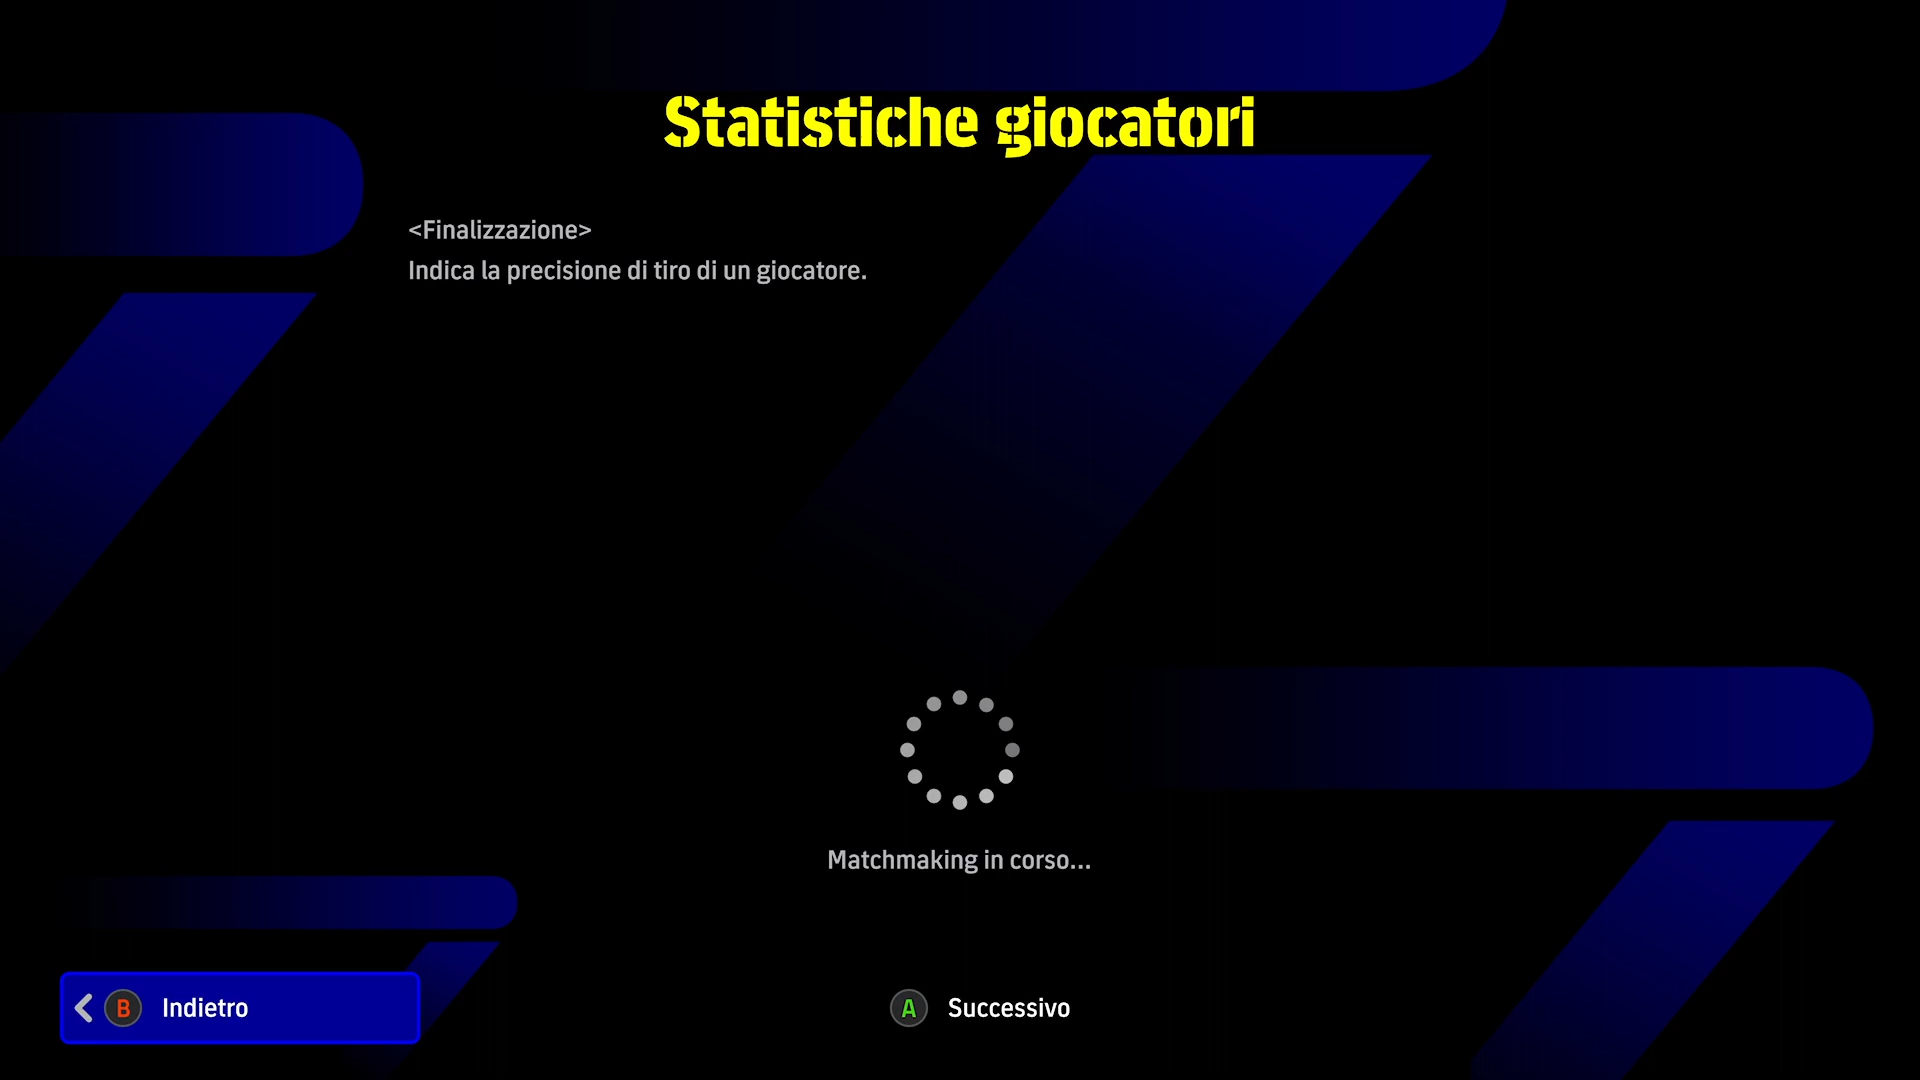 Statistiche giocatori
<Finalizzazione>
Indica la precisione di tiro di un giocatore.
Matchmaking in corso...
B Indietro
A Successivo